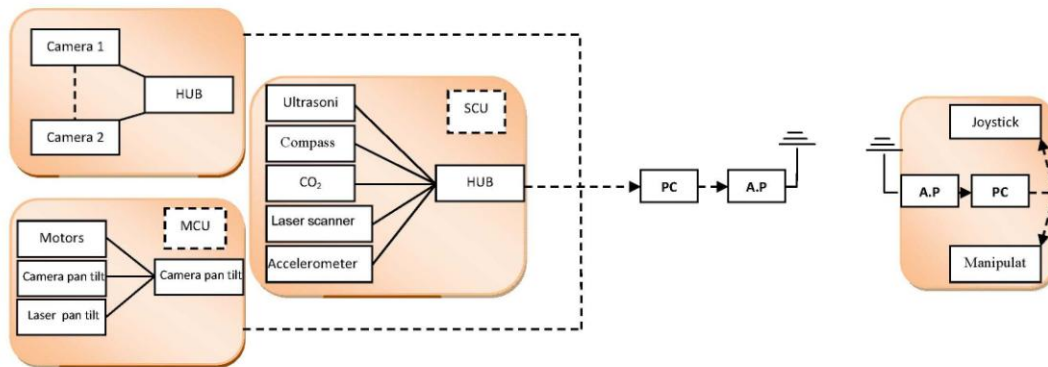 Camera 1
HUB
Camera 2
Ultrasoni
SCU
Compass
CO₂
HUB
Laser scanner
Accelerometer
MCU
Motors
Camera pan tilt
Camera pan tilt
Laser pan tilt
PC
A.P
Joystick
A.P
PC
Manipulat